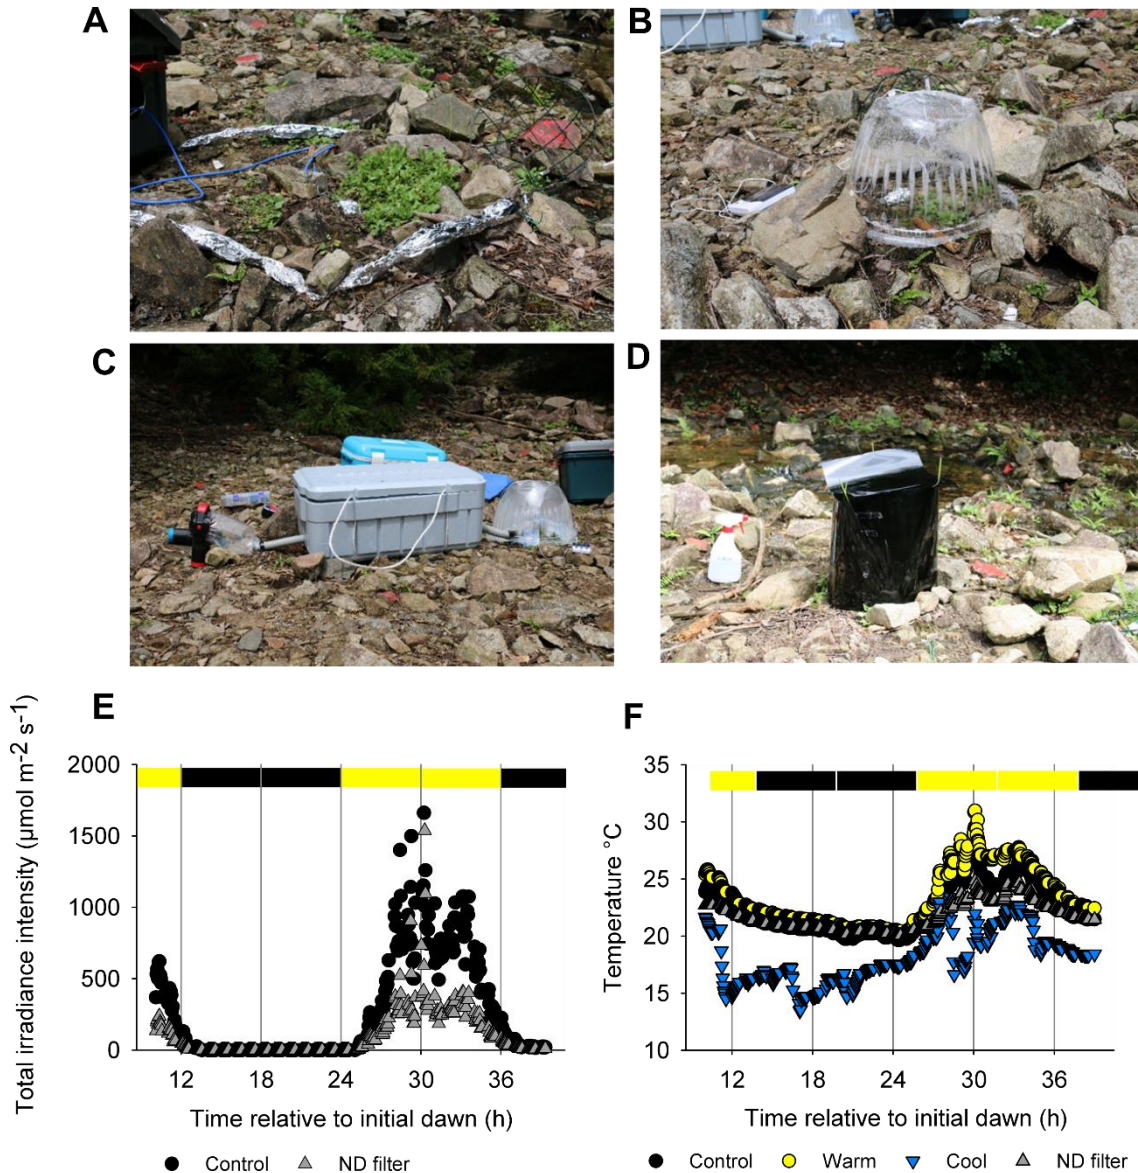 A
B
C
D
E
F
Total irradiance intensity (µmol m-2 s-1)
2000
1500
1000
500
0
12
18
24
30
36
Time relative to initial dawn (h)
Control
ND filter
Temperature °C
35
30
25
20
15
10
12
18
24
30
36
Time relative to initial dawn (h)
Control
Warm
Cool
ND filter